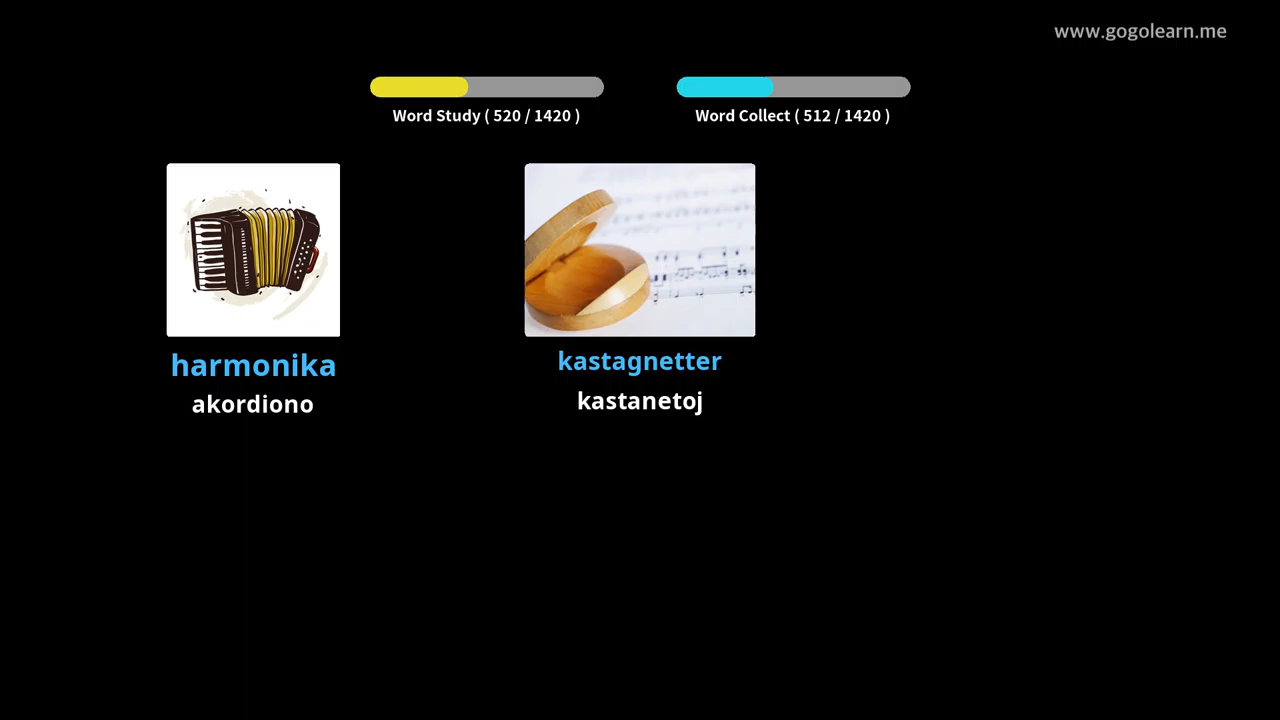 www.gogolearn.me
Word Study ( 520 / 1420 )
Word Collect ( 512 / 1420 )
harmonika
akordiono
kastagnetter
kastanetoj